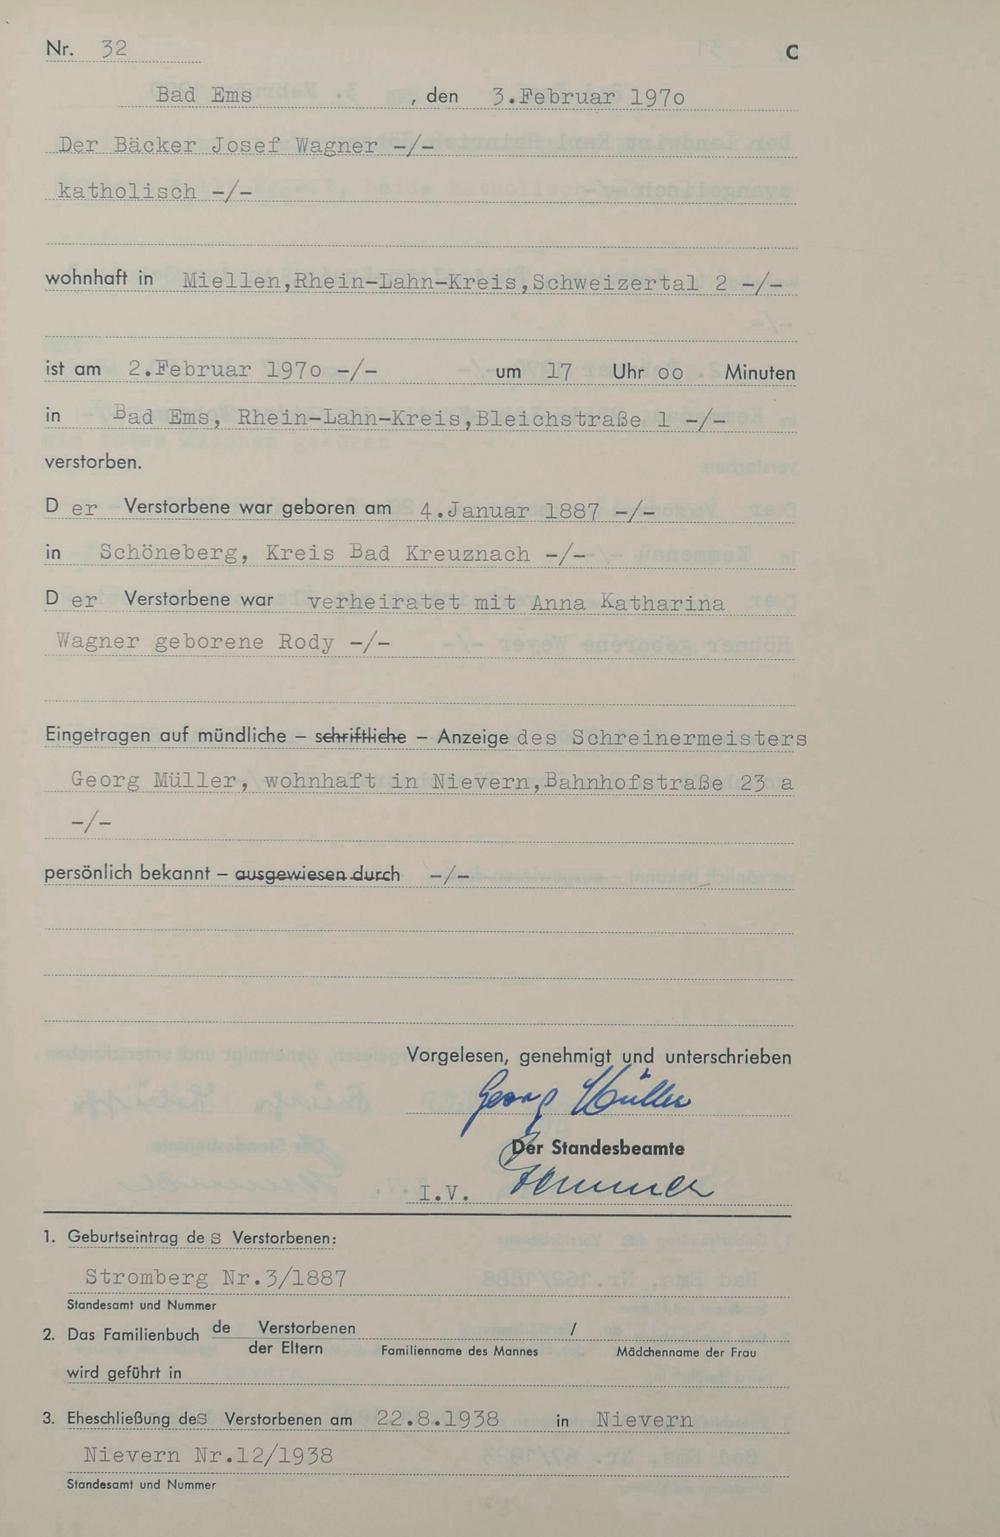 Nr. 32 C
Bad Ems , den 3.Februar 1970
Der Bäcker Josef Wagner -/-
katholisch -/-
wohnhaft in Miellen,Rhein-Lahn-Kreis,Schweizertal 2 -/-
ist am 2.Februar 1970 -/- um 17 Uhr oo Minuten
in Bad Ems, Rhein-Lahn-Kreis,Bleichstraße 1 -/-
verstorben.
D er Verstorbene war geboren am 4.Januar 1887 -/-
in Schöneberg, Kreis Bad Kreuznach -/-
D er Verstorbene war verheiratet mit Anna Katharina
Wagner geborene Rody -/-
Eingetragen auf mündliche – schriftliche – Anzeige des Schreinermeisters
Georg Müller, wohnhaft in Nievern,Bahnhofstraße 23 a
-/-
persönlich bekannt – ausgewiesen durch -/-
Vorgelesen, genehmigt und unterschrieben
Georg Müller
Der Standesbeamte
I.V.
1. Geburtseintrag de s Verstorbenen:
Stromberg Nr.3/1887
Standesamt und Nummer
2. Das Familienbuch de Verstorbenen /
der Eltern Familienname des Mannes Mädchenname der Frau
wird geführt in
3. Eheschließung des Verstorbenen am 22.8.1938 in Nievern
Nievern Nr.12/1938
Standesamt und Nummer